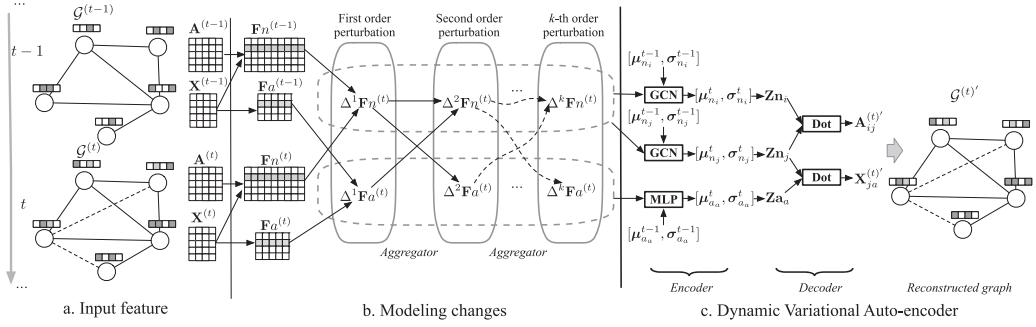 ...
t − 1
t
...
𝒢^{(t−1)}
𝒢^{(t)}
A^{(t−1)}
X^{(t−1)}
A^{(t)}
X^{(t)}
a. Input feature
Fn^{(t−1)}
Fa^{(t−1)}
Fn^{(t)}
Fa^{(t)}
First order perturbation
Second order perturbation
k-th order perturbation
Δ^1Fn^{(t)}
Δ^2Fn^{(t)}
...
Δ^kFn^{(t)}
Δ^1Fa^{(t)}
Δ^2Fa^{(t)}
...
Δ^kFa^{(t)}
Aggregator
Aggregator
b. Modeling changes
[μ_{n_i}^{t−1}, σ_{n_i}^{t−1}]
GCN
[μ_{n_i}^{t}, σ_{n_i}^{t}]
Zn_i
[μ_{n_j}^{t−1}, σ_{n_j}^{t−1}]
GCN
[μ_{n_j}^{t}, σ_{n_j}^{t}]
Zn_j
MLP
[μ_{a_a}^{t}, σ_{a_a}^{t}]
Za_a
[μ_{a_a}^{t−1}, σ_{a_a}^{t−1}]
Dot
A_{ij}^{(t)′}
Dot
X_{ja}^{(t)′}
𝒢^{(t)′}
Encoder
Decoder
Reconstructed graph
c. Dynamic Variational Auto-encoder